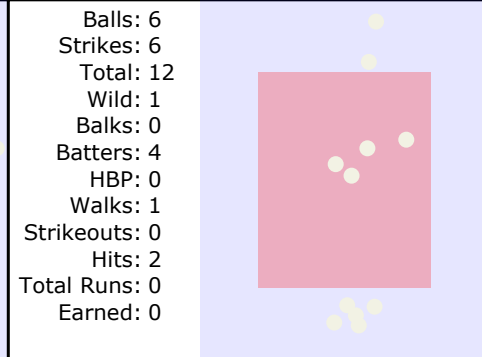 Balls: 6
Strikes: 6
Total: 12
Wild: 1
Balks: 0
Batters: 4
HBP: 0
Walks: 1
Strikeouts: 0
Hits: 2
Total Runs: 0
Earned: 0